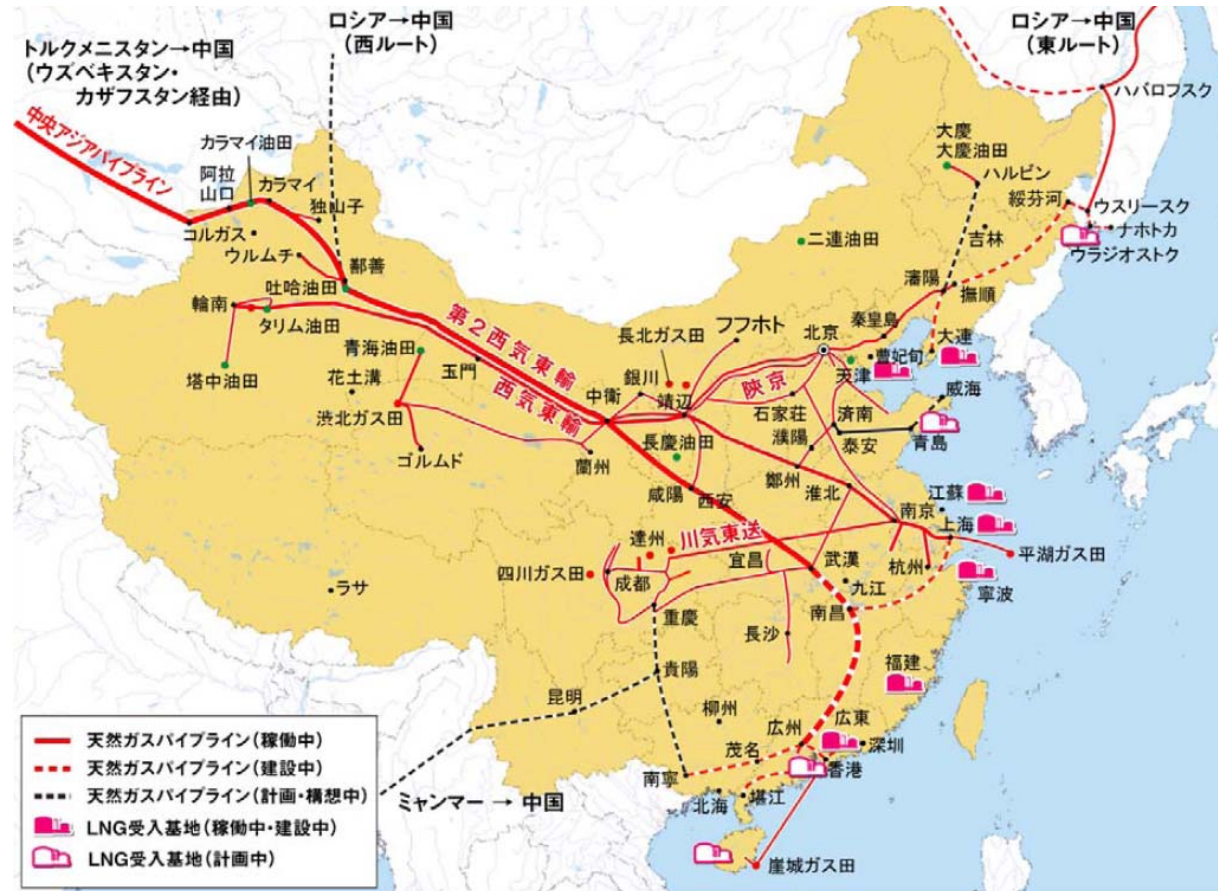 ロシア→中国
(西ルート)
ロシア→中国
(東ルート)
トルクメニスタン→中国
(ウズベキスタン・
カザフスタン経由)
中央アジアパイプライン
カラマイ油田
阿拉
山口
カラマイ
独山子
コルガス
ウルムチ
鄯善
吐哈油田
輪南
タリム油田
塔中油田
青海油田
花土溝
玉門
渋北ガス田
ゴルムド
蘭州
第2西気東輸
西気東輸
中衛
銀川
長北ガス田
フフホト
靖辺
陝京
長慶油田
咸陽
西安
北京
天津
曹妃甸
秦皇島
石家荘
濮陽
済南
泰安
鄭州
淮北
威海
青島
大連
瀋陽
撫順
吉林
大慶
大慶油田
ハルビン
二連油田
ハバロフスク
綏芬河
ウスリースク
ナホトカ
ウラジオストク
江蘇
南京
上海
平湖ガス田
杭州
寧波
川気東送
達州
四川ガス田
成都
重慶
宜昌
武漢
九江
南昌
長沙
福建
貴陽
昆明
柳州
広州
広東
深圳
香港
茂名
南寧
北海
堪江
崖城ガス田
ラサ
ミャンマー → 中国
天然ガスパイプライン(稼働中)
天然ガスパイプライン(建設中)
天然ガスパイプライン(計画・構想中)
LNG受入基地(稼働中・建設中)
LNG受入基地(計画中)